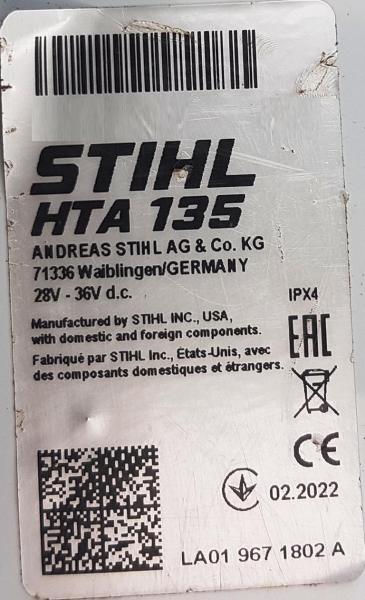 STIHL
HTA 135
ANDREAS STIHL AG & Co. KG
71336 Waiblingen/GERMANY
28V - 36V d.c.
IPX4
Manufactured by STIHL INC., USA,
with domestic and foreign components.
Fabriqué par STIHL Inc., États-Unis, avec
des composants domestiques et étrangers.
EAC
CE
02.2022
LA01 967 1802 A